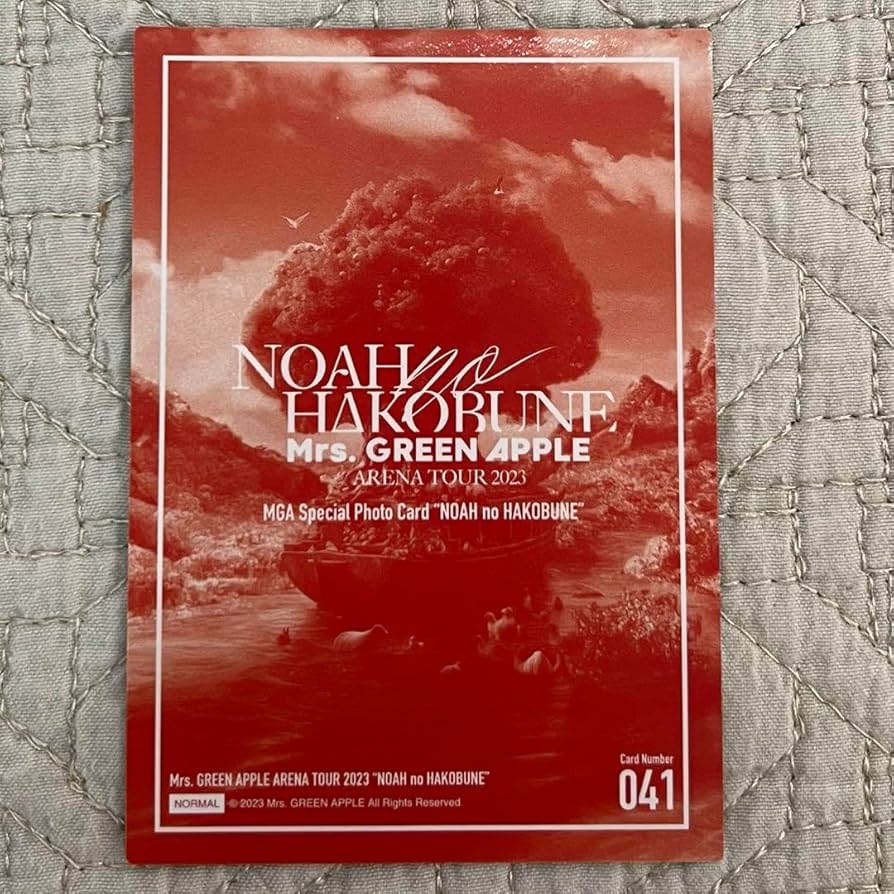 NOAH no
HAKOBUNE
Mrs. GREEN APPLE
ARENA TOUR 2023
MGA Special Photo Card “NOAH no HAKOBUNE”
Mrs. GREEN APPLE ARENA TOUR 2023 “NOAH no HAKOBUNE”
NORMAL © 2023 Mrs. GREEN APPLE All Rights Reserved.
Card Number
041